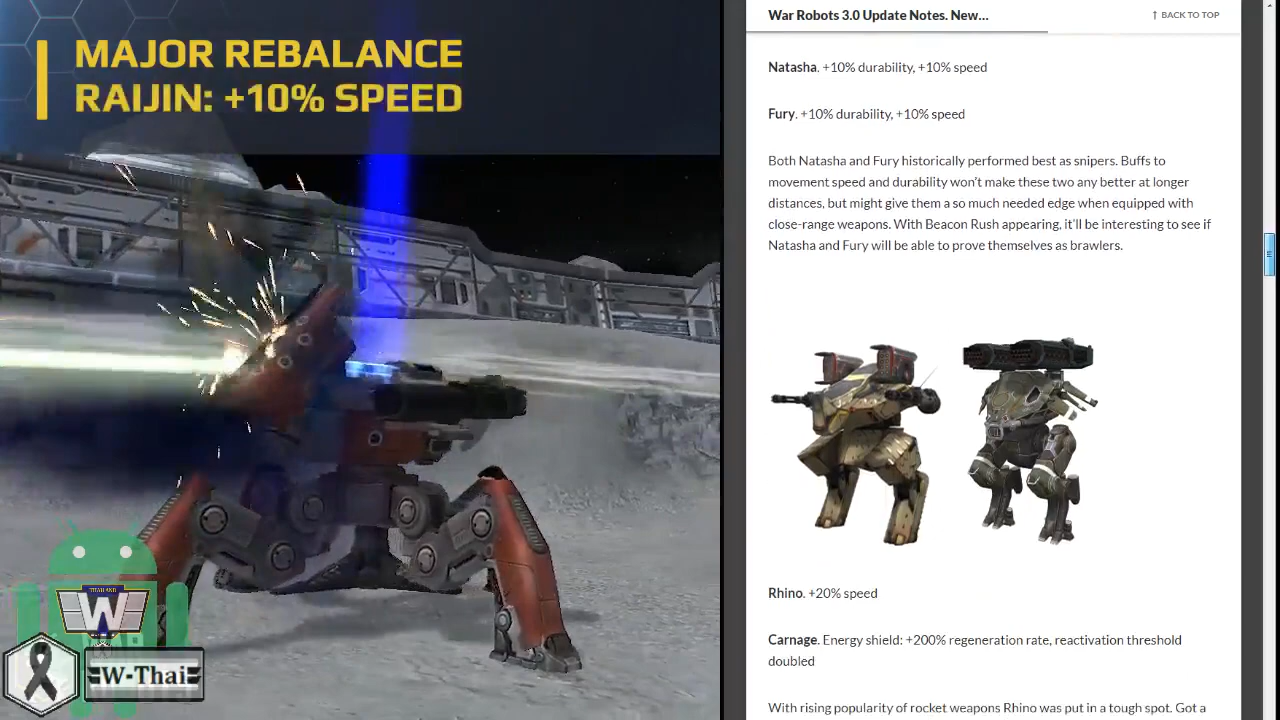 MAJOR REBALANCE
RAIJIN: +10% SPEED
THAILAND
W
W-Thai
War Robots 3.0 Update Notes. New...
↑ BACK TO TOP
Natasha. +10% durability, +10% speed
Fury. +10% durability, +10% speed
Both Natasha and Fury historically performed best as snipers. Buffs to
movement speed and durability won't make these two any better at longer
distances, but might give them a so much needed edge when equipped with
close-range weapons. With Beacon Rush appearing, it'll be interesting to see if
Natasha and Fury will be able to prove themselves as brawlers.
Rhino. +20% speed
Carnage. Energy shield: +200% regeneration rate, reactivation threshold
doubled
With rising popularity of rocket weapons Rhino was put in a tough spot. Got a